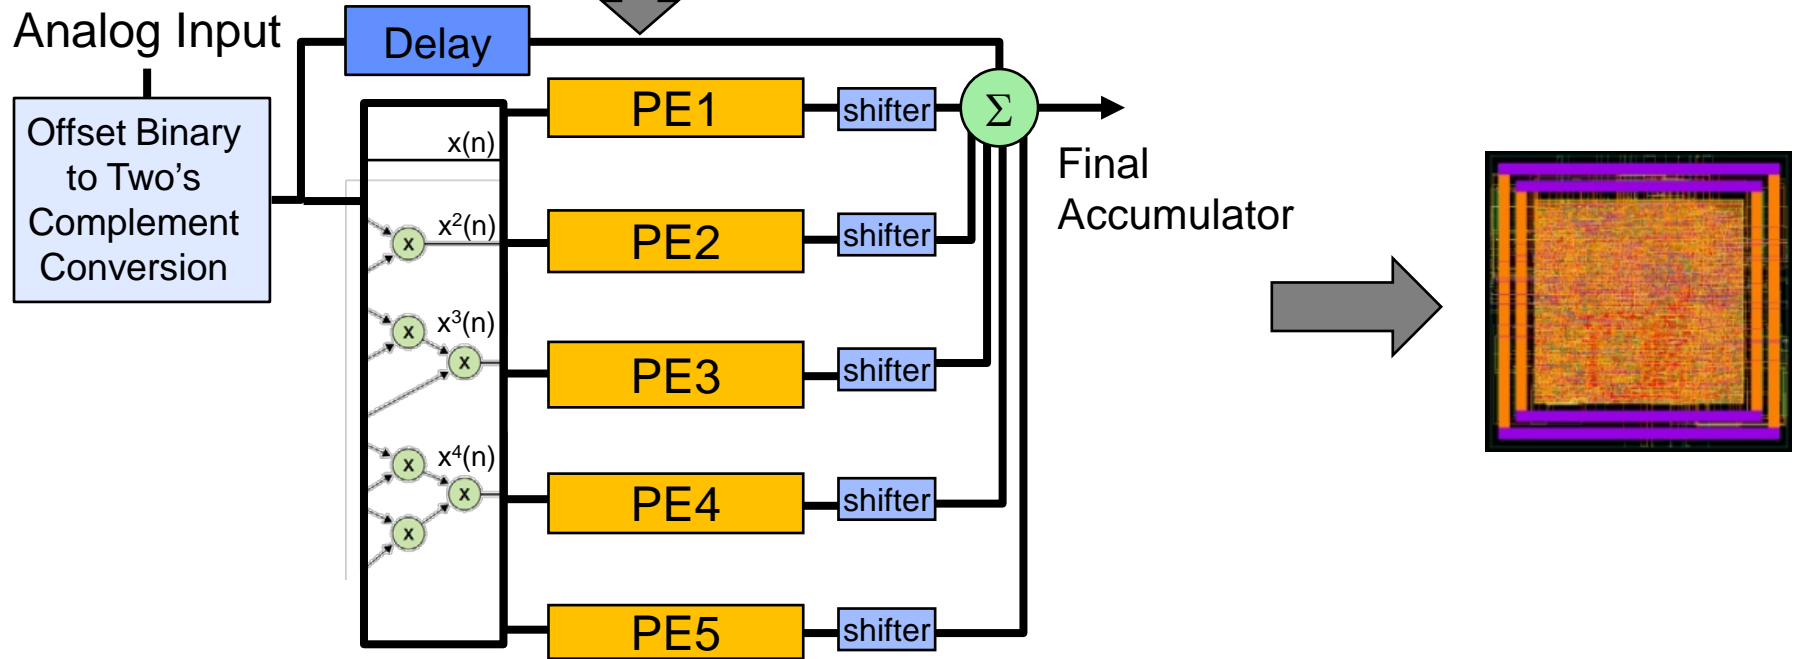 Analog Input
Delay
Offset Binary
to Two's
Complement
Conversion
x(n)
PE1
shifter
Σ
Final
Accumulator
x
x²(n)
PE2
shifter
x
x³(n)
x
PE3
shifter
x
x⁴(n)
x
x
PE4
shifter
PE5
shifter